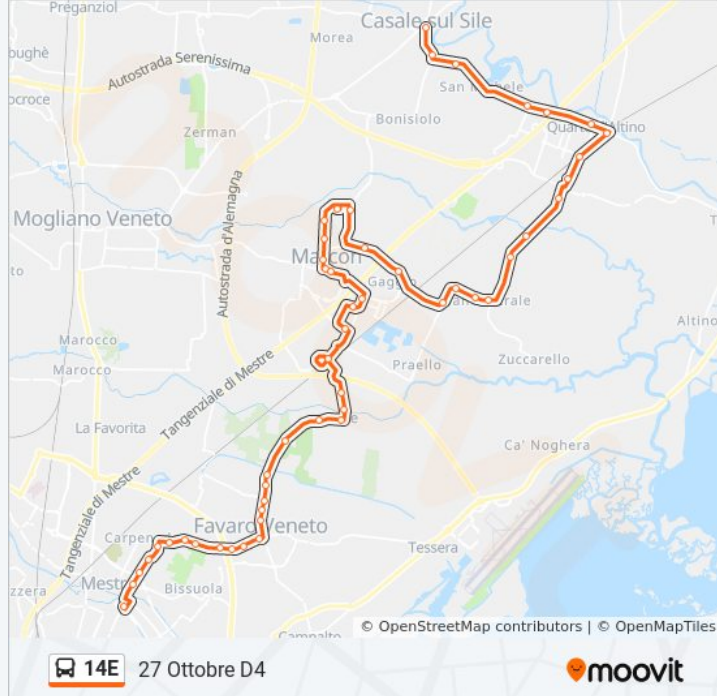 Preganziol
Casale sul Sile
Morea
bughè
Autostrada Serenissima
San Michele
ocroce
Bonisiolo
Zerman
Quarto d'Altino
Mogliano Veneto
Autostrada d'Alemagna
Marcon
Gaggio
to
Altino
Marocco
Marocco
Praello
Zuccarello
Tangenziale di Mestre
La Favorita
Ca' Noghera
Tangenziale di Mestre
Favaro Veneto
Carpenedo
Tessera
Mestre
zzera
Bissuola
Campalto
© OpenStreetMap contributors | © OpenMapTiles
14E
27 Ottobre D4
moovit